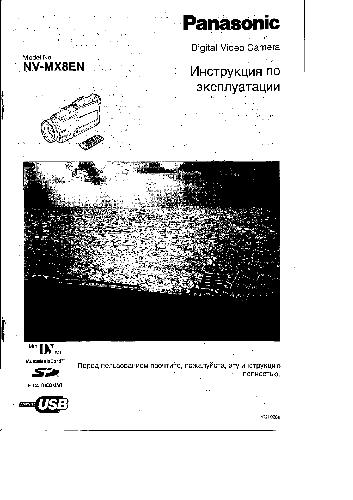 Panasonic
Digital Video Camera
Model No.
NV-MX8EN
Инструкция по
эксплуатации
Mini DV
Перед пользованием прочтите, пожалуйста, эту инструкцию
полностью.
SD
USB